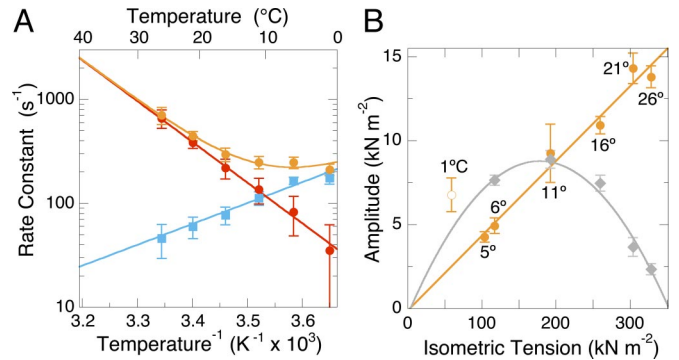 A
Temperature (°C)
40 30 20 10 0
Rate Constant (s⁻¹)
1000
100
10
3.2 3.3 3.4 3.5 3.6
Temperature⁻¹ (K⁻¹ x 10³)
B
Amplitude (kN m⁻²)
15
10
5
0
21º
26º
16º
11º
1ºC
6º
5º
0 100 200 300
Isometric Tension (kN m⁻²)